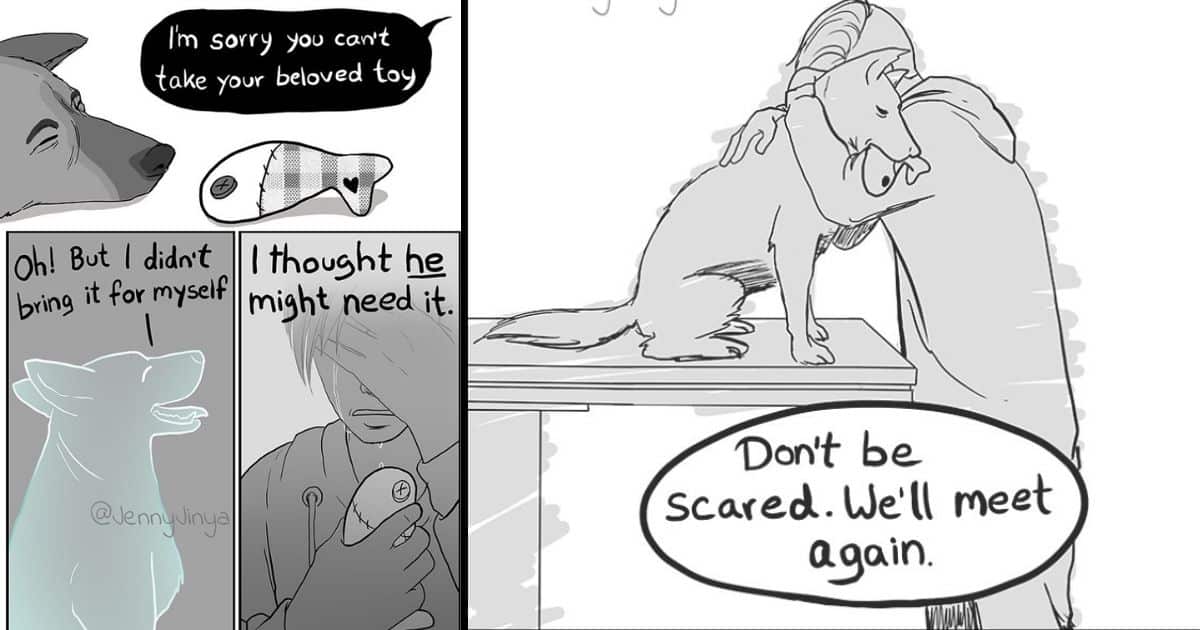 I'm sorry you can't
take your beloved toy
Oh! But I didn't
bring it for myself
I thought he
might need it.
@JennyJinya
Don't be
scared. We'll meet
again.